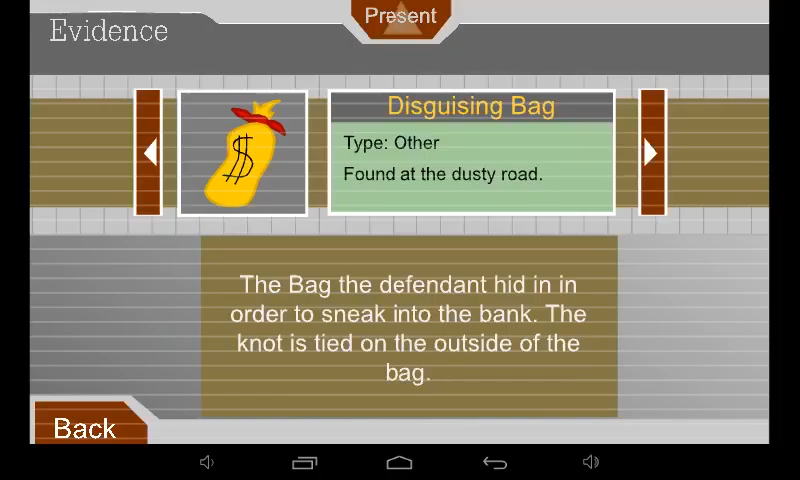 Present
Evidence
Disguising Bag
Type: Other
Found at the dusty road.
$
The Bag the defendant hid in in
order to sneak into the bank. The
knot is tied on the outside of the
bag.
Back